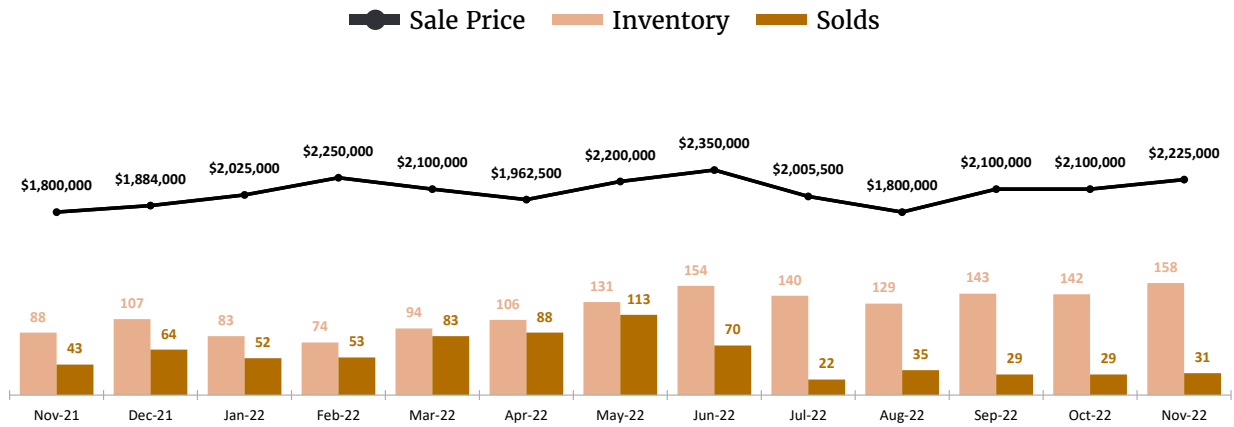 Sale Price Inventory Solds
$1,800,000 $1,884,000 $2,025,000 $2,250,000 $2,100,000 $1,962,500 $2,200,000 $2,350,000 $2,005,500 $1,800,000 $2,100,000 $2,100,000 $2,225,000
88 107 83 74 94 106 131 154 140 129 143 142 158
43 64 52 53 83 88 113 70 22 35 29 29 31
Nov-21 Dec-21 Jan-22 Feb-22 Mar-22 Apr-22 May-22 Jun-22 Jul-22 Aug-22 Sep-22 Oct-22 Nov-22